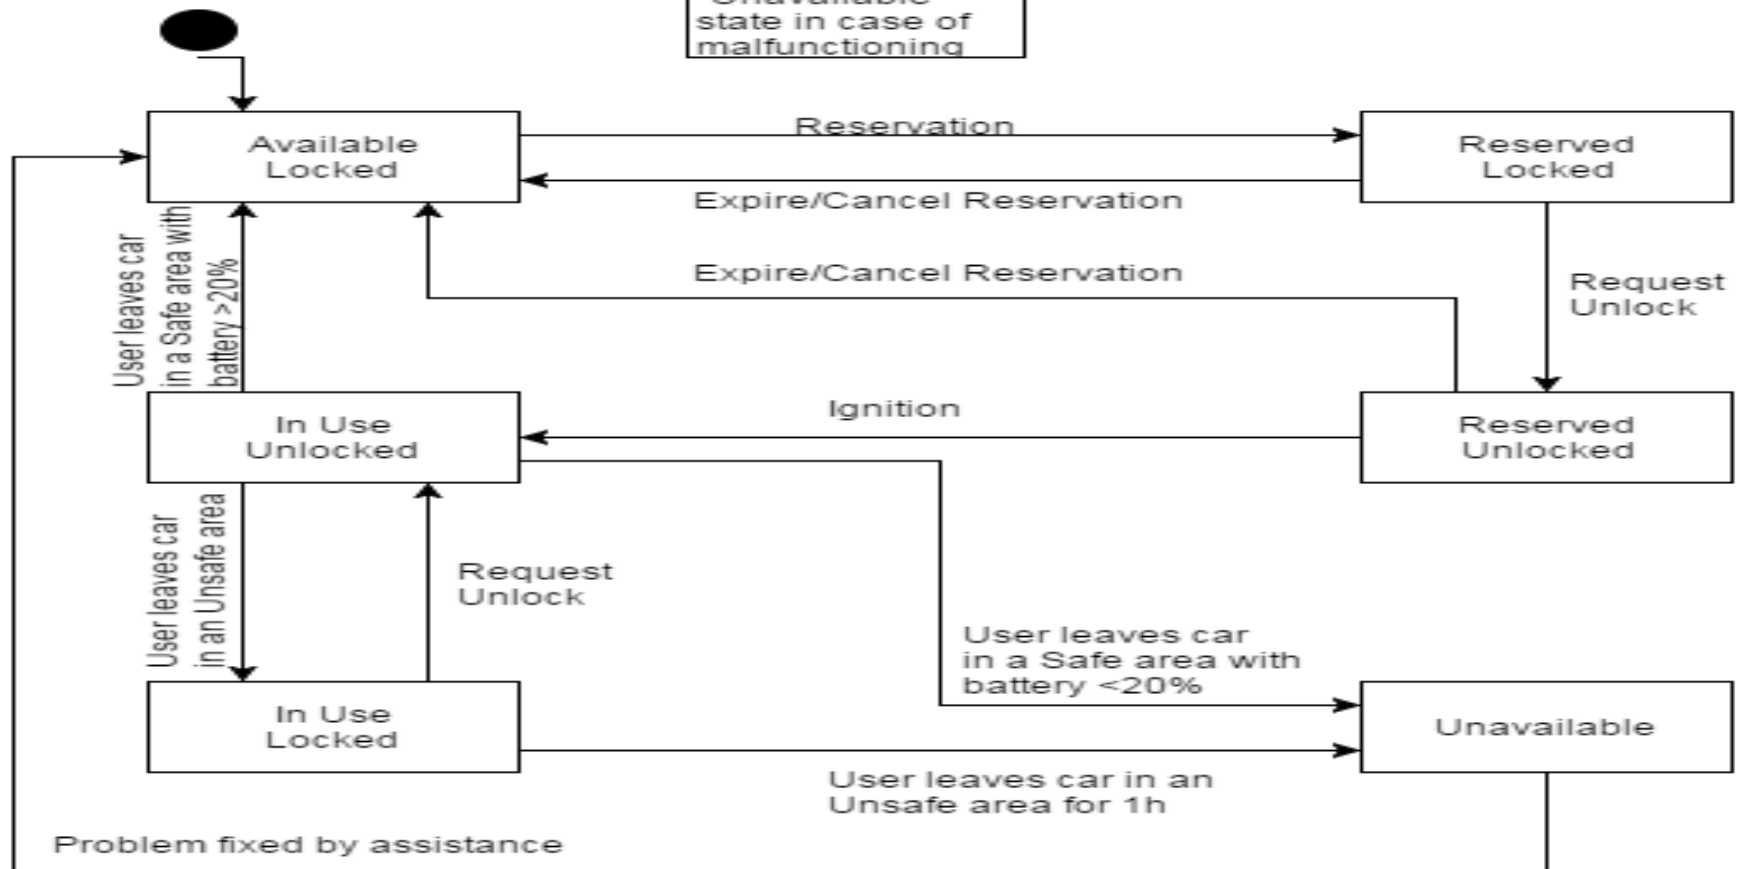 Unavailable
state in case of
malfunctioning
Reservation
Available
Locked
Reserved
Locked
Expire/Cancel Reservation
User leaves car
in a Safe area with
battery >20%
Expire/Cancel Reservation
Request
Unlock
Ignition
In Use
Unlocked
Reserved
Unlocked
User leaves car
in an Unsafe area
Request
Unlock
User leaves car
in a Safe area with
battery <20%
In Use
Locked
Unavailable
User leaves car in an
Unsafe area for 1h
Problem fixed by assistance